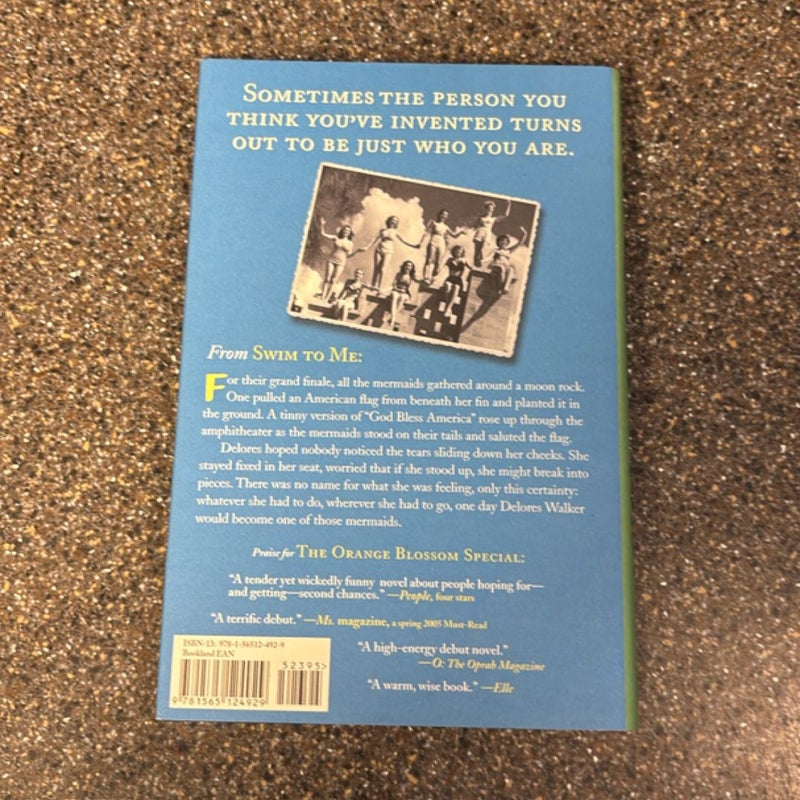 SOMETIMES THE PERSON YOU
THINK YOU'VE INVENTED TURNS
OUT TO BE JUST WHO YOU ARE.
From SWIM TO ME:
For their grand finale, all the mermaids gathered around a moon rock.
One pulled an American flag from beneath her fin and planted it in
the ground. A tinny version of "God Bless America" rose up through the
amphitheater as the mermaids stood on their tails and saluted the flag.
Delores hoped nobody noticed the tears sliding down her cheeks. She
stayed fixed in her seat, worried that if she stood up, she might break into
pieces. There was no name for what she was feeling, only this certainty:
whatever she had to do, wherever she had to go, one day Delores Walker
would become one of those mermaids.
Praise for THE ORANGE BLOSSOM SPECIAL:
"A tender yet wickedly funny novel about people hoping for—
and getting—second chances." —People, four stars
"A terrific debut." —Ms. magazine, a spring 2005 Must-Read
"A high-energy debut novel."
—O: The Oprah Magazine
"A warm, wise book." —Elle
ISBN-13: 978-1-56512-492-9
Bookland EAN
52395>
9 781565 124929